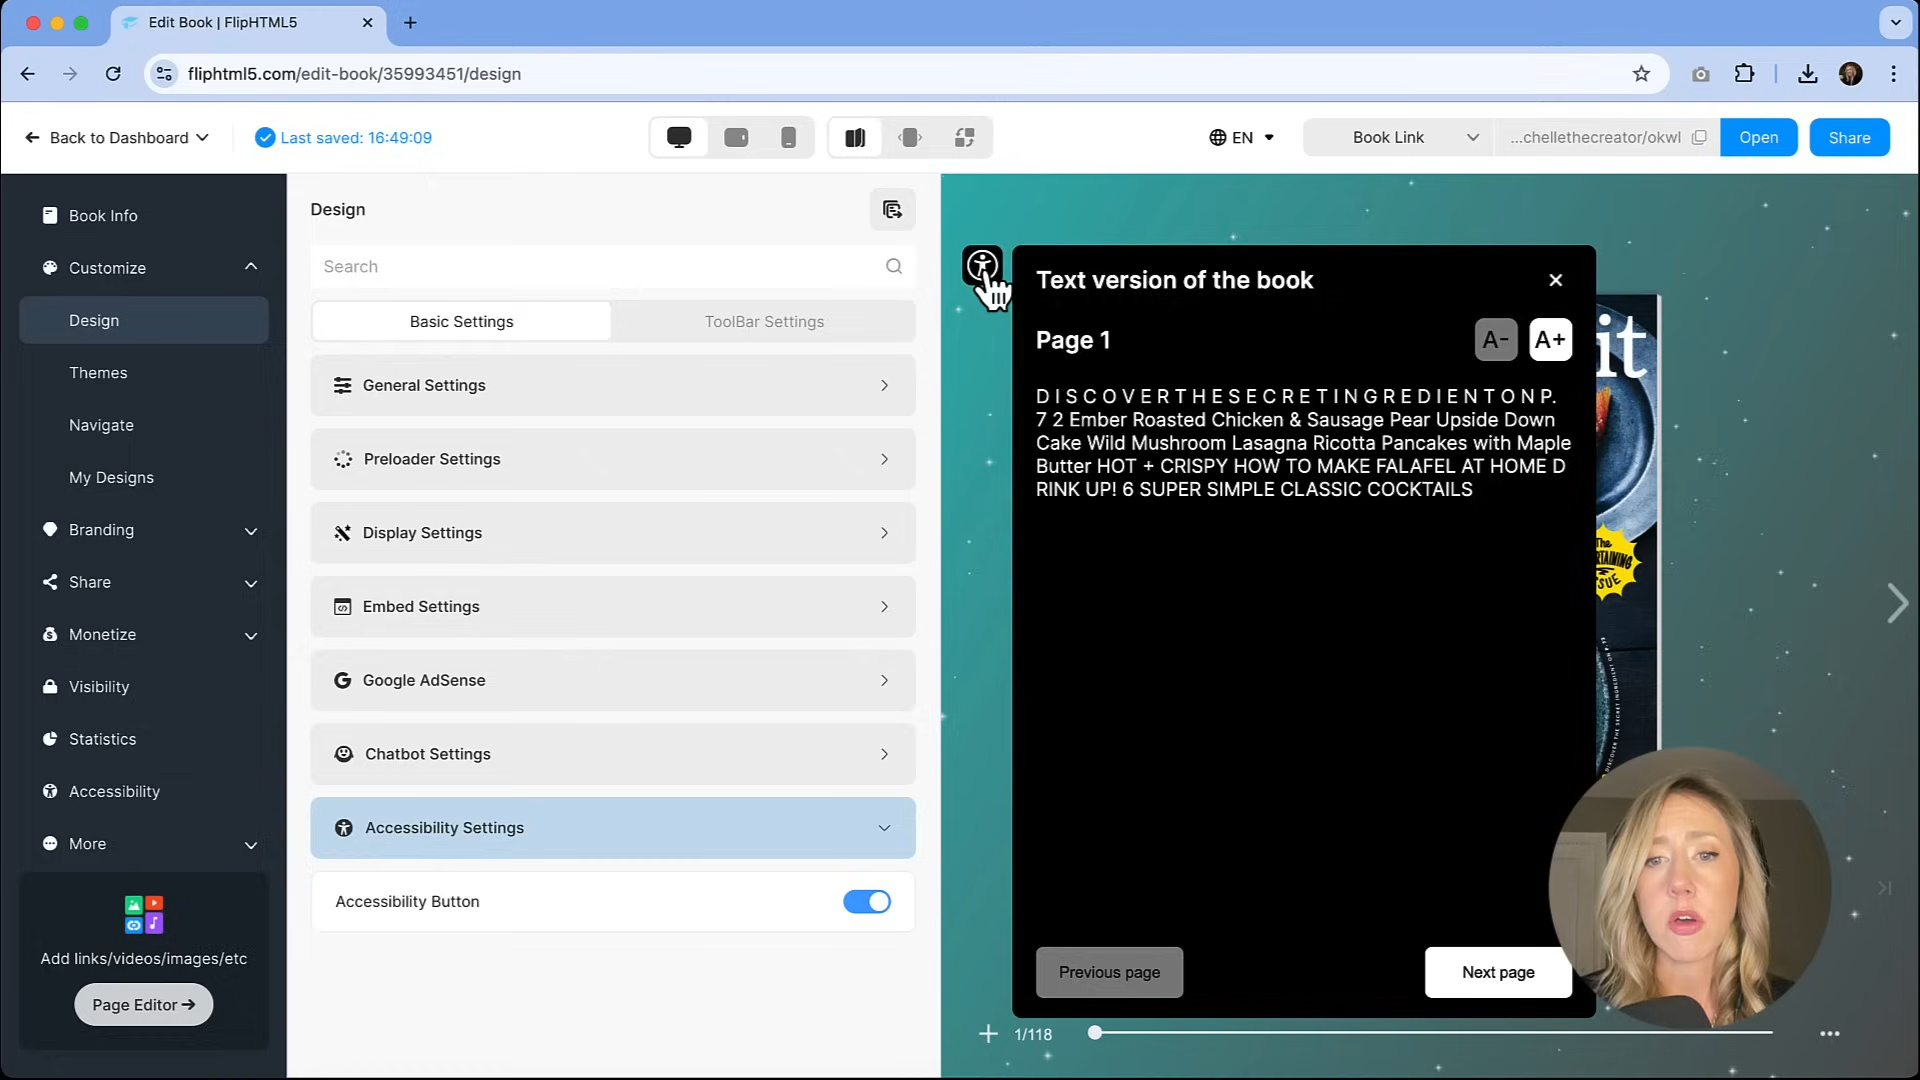 Edit Book | FlipHTML5
fliphtml5.com/edit-book/35993451/design
Back to Dashboard
Last saved: 16:49:09
EN
Book Link
...chellethecreator/okwl
Open
Share
Book Info
Customize
Design
Themes
Navigate
My Designs
Branding
Share
Monetize
Visibility
Statistics
Accessibility
More
Add links/videos/images/etc
Page Editor
Design
Search
Basic Settings
ToolBar Settings
General Settings
Preloader Settings
Display Settings
Embed Settings
Google AdSense
Chatbot Settings
Accessibility Settings
Accessibility Button
Text version of the book
Page 1
A-
A+
D I S C O V E R T H E S E C R E T I N G R E D I E N T O N P.
7 2 Ember Roasted Chicken & Sausage Pear Upside Down
Cake Wild Mushroom Lasagna Ricotta Pancakes with Maple
Butter HOT + CRISPY HOW TO MAKE FALAFEL AT HOME D
RINK UP! 6 SUPER SIMPLE CLASSIC COCKTAILS
Previous page
Next page
it
The
RTAINING
SUE
1/118